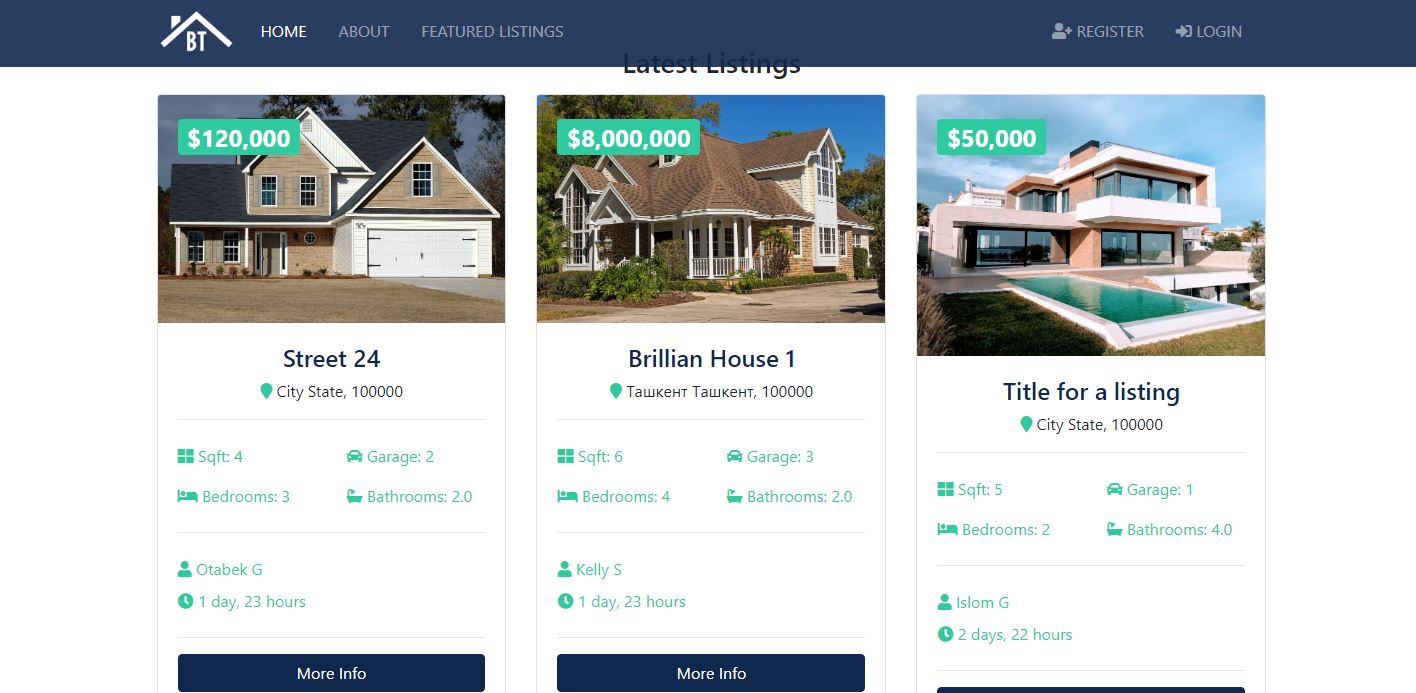 BT
HOME
ABOUT
FEATURED LISTINGS
REGISTER
LOGIN
Latest Listings
$120,000
Street 24
City State, 100000
Sqft: 4
Garage: 2
Bedrooms: 3
Bathrooms: 2.0
Otabek G
1 day, 23 hours
More Info
$8,000,000
Brillian House 1
Ташкент Ташкент, 100000
Sqft: 6
Garage: 3
Bedrooms: 4
Bathrooms: 2.0
Kelly S
1 day, 23 hours
More Info
$50,000
Title for a listing
City State, 100000
Sqft: 5
Garage: 1
Bedrooms: 2
Bathrooms: 4.0
Islom G
2 days, 22 hours